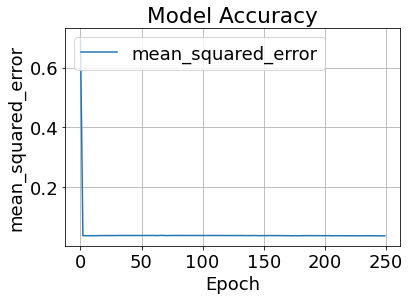 Model Accuracy
mean_squared_error
mean_squared_error
0.6
0.4
0.2
0 50 100 150 200 250
Epoch